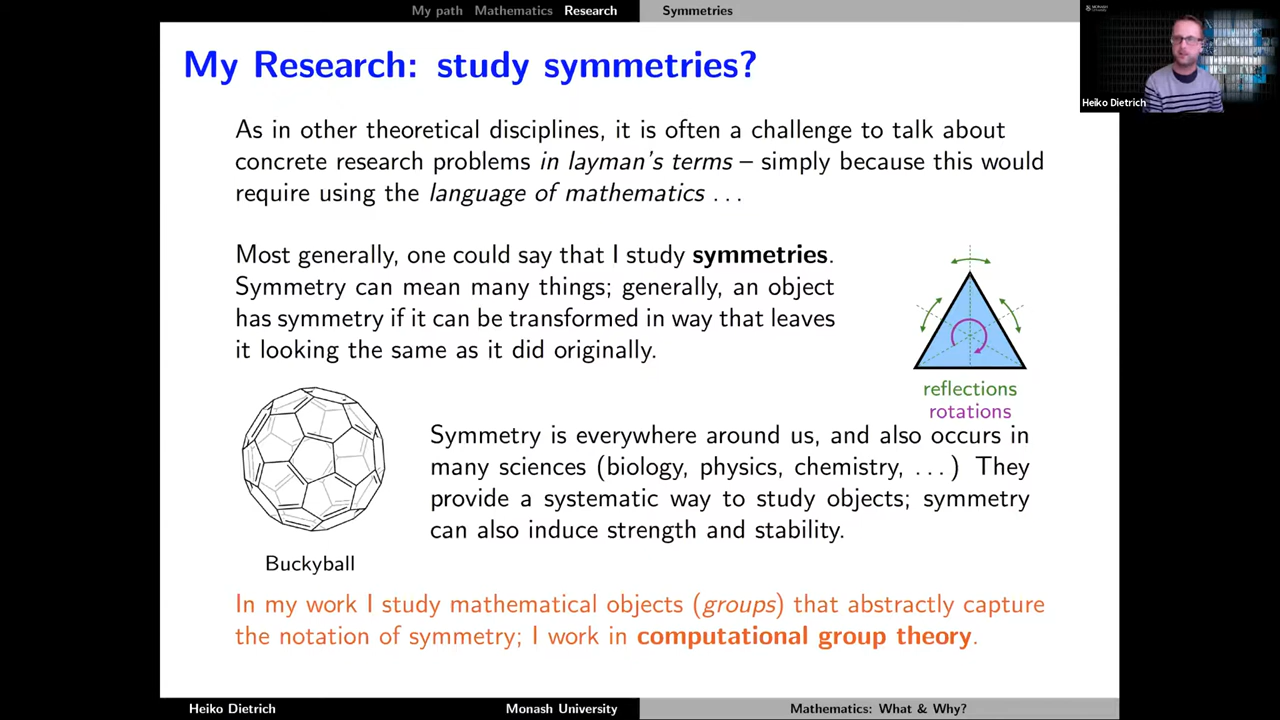 My path Mathematics Research Symmetries
MONASH
Heiko Dietrich
My Research: study symmetries?
As in other theoretical disciplines, it is often a challenge to talk about
concrete research problems in layman's terms – simply because this would
require using the language of mathematics ...
Most generally, one could say that I study symmetries.
Symmetry can mean many things; generally, an object
has symmetry if it can be transformed in way that leaves
it looking the same as it did originally.
reflections
rotations
Symmetry is everywhere around us, and also occurs in
many sciences (biology, physics, chemistry, ... ) They
provide a systematic way to study objects; symmetry
can also induce strength and stability.
Buckyball
In my work I study mathematical objects (groups) that abstractly capture
the notation of symmetry; I work in computational group theory.
Heiko Dietrich Monash University Mathematics: What & Why?